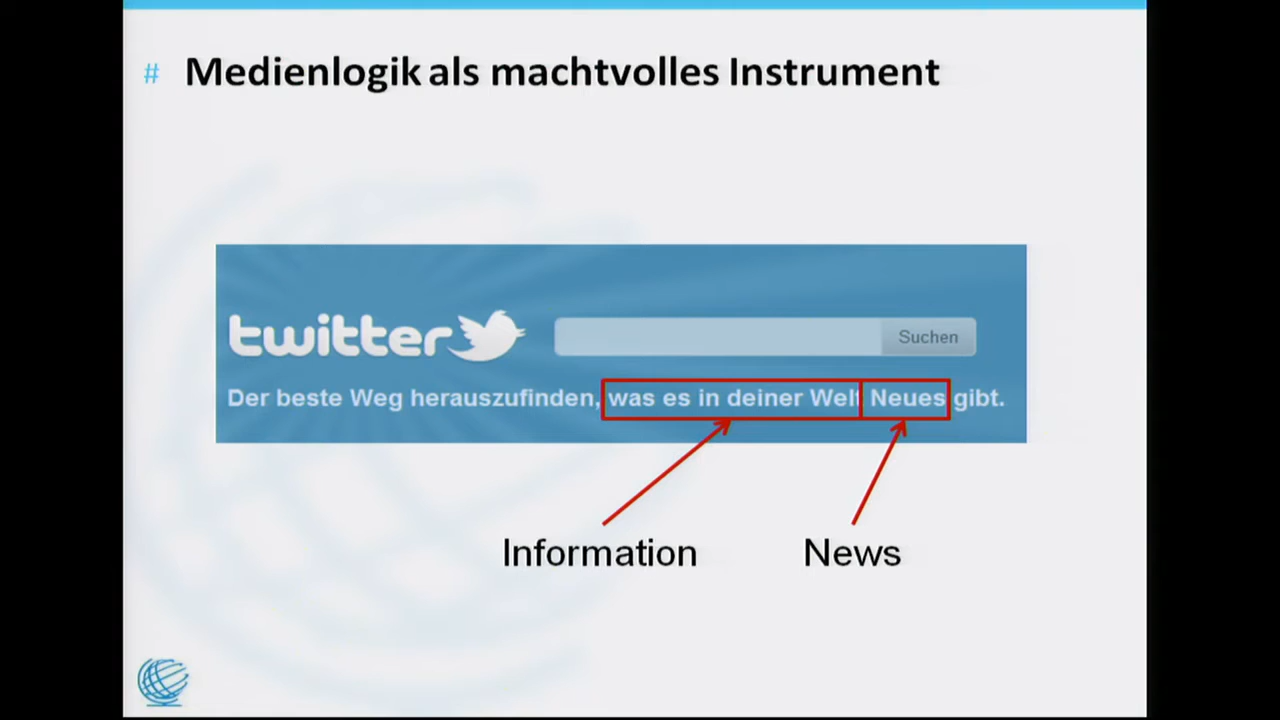 # Medienlogik als machtvolles Instrument
twitter
Suchen
Der beste Weg herauszufinden, was es in deiner Welt Neues gibt.
Information
News